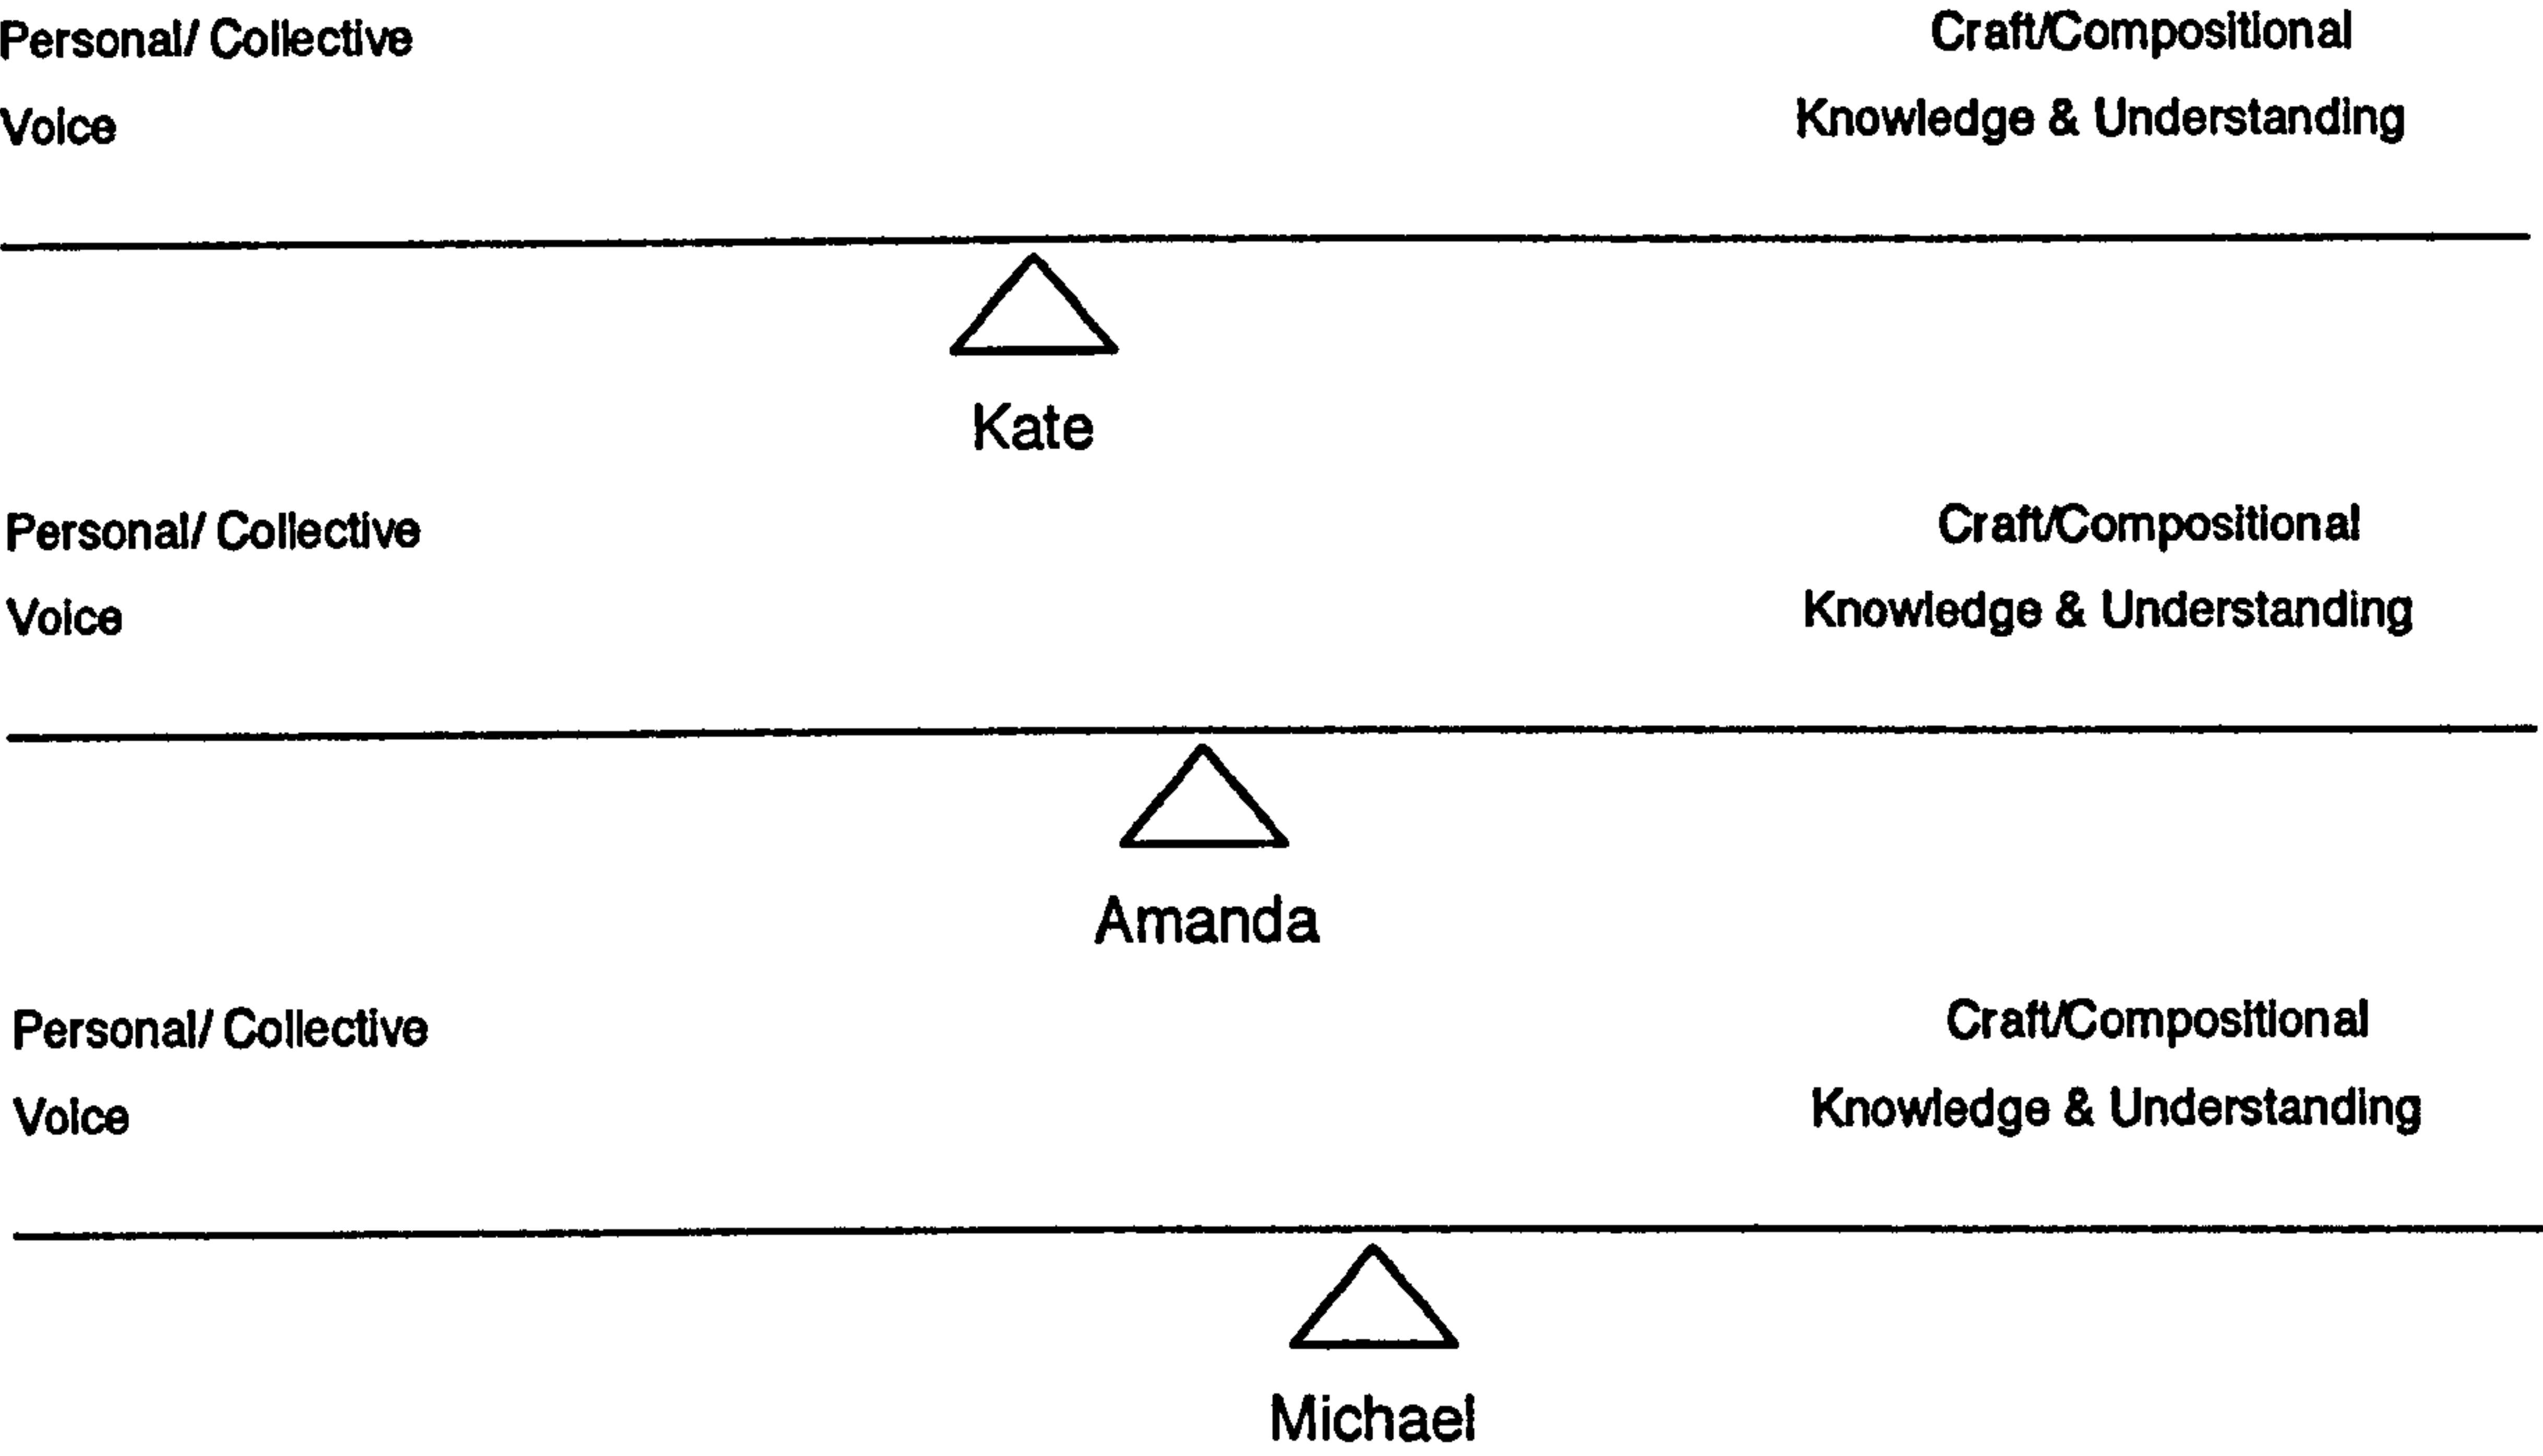 Personal/ Collective
Voice
Craft/Compositional
Knowledge & Understanding
Kate
Personal/ Collective
Voice
Craft/Compositional
Knowledge & Understanding
Amanda
Personal/ Collective
Voice
Craft/Compositional
Knowledge & Understanding
Michael